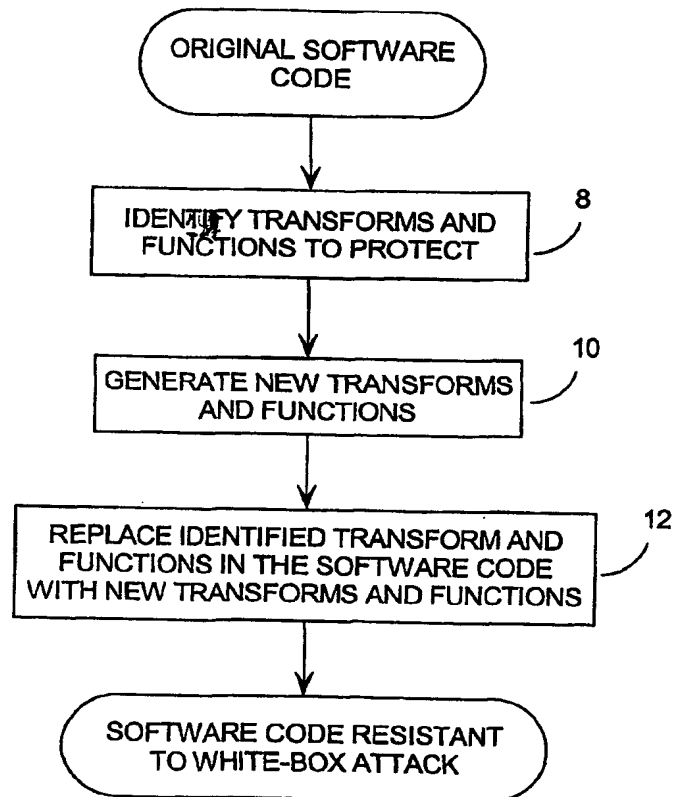 ORIGINAL SOFTWARE
CODE
IDENTIFY TRANSFORMS AND
FUNCTIONS TO PROTECT
8
GENERATE NEW TRANSFORMS
AND FUNCTIONS
10
REPLACE IDENTIFIED TRANSFORM AND
FUNCTIONS IN THE SOFTWARE CODE
WITH NEW TRANSFORMS AND FUNCTIONS
12
SOFTWARE CODE RESISTANT
TO WHITE-BOX ATTACK